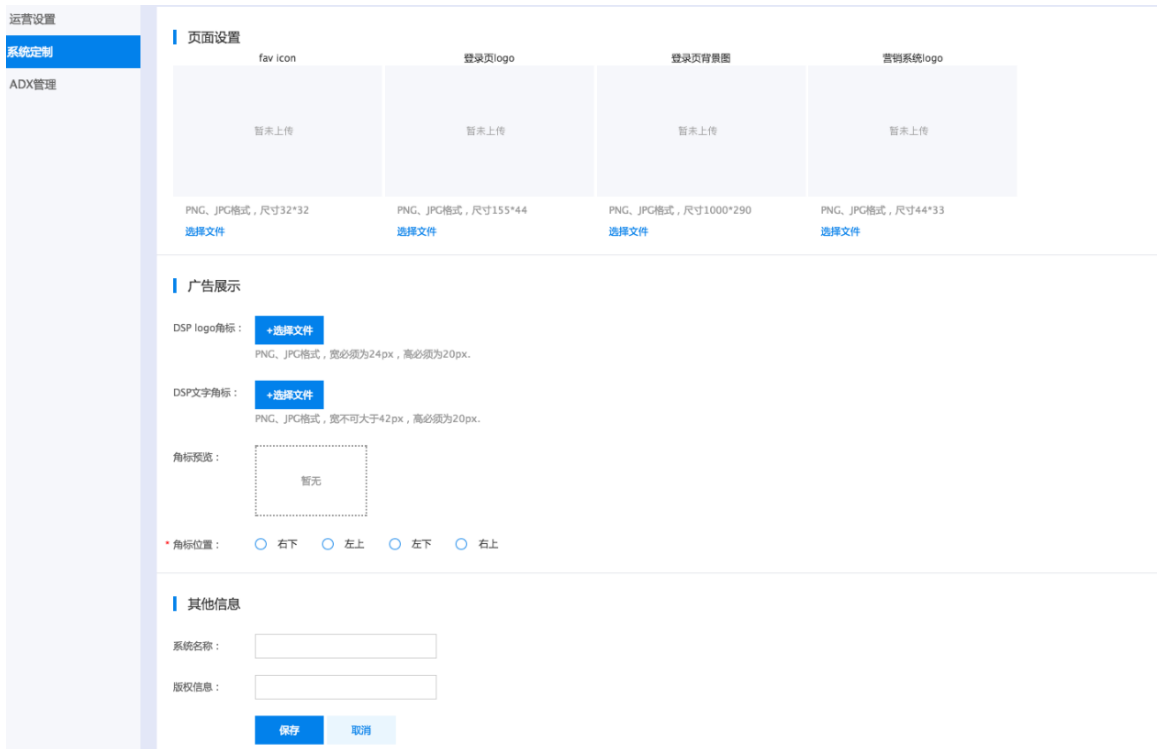 运营设置
系统定制
ADX管理
页面设置
fav icon 登录页logo 登录页背景图 营销系统logo
暂未上传 暂未上传 暂未上传 暂未上传
PNG、JPG格式，尺寸32*32 PNG、JPG格式，尺寸155*44 PNG、JPG格式，尺寸1000*290 PNG、JPG格式，尺寸44*33
选择文件 选择文件 选择文件 选择文件
广告展示
DSP logo角标： +选择文件
PNG、JPG格式，宽必须为24px，高必须为20px.
DSP文字角标： +选择文件
PNG、JPG格式，宽不可大于42px，高必须为20px.
角标预览： 暂无
* 角标位置： 右下 左上 左下 右上
其他信息
系统名称：
版权信息：
保存 取消